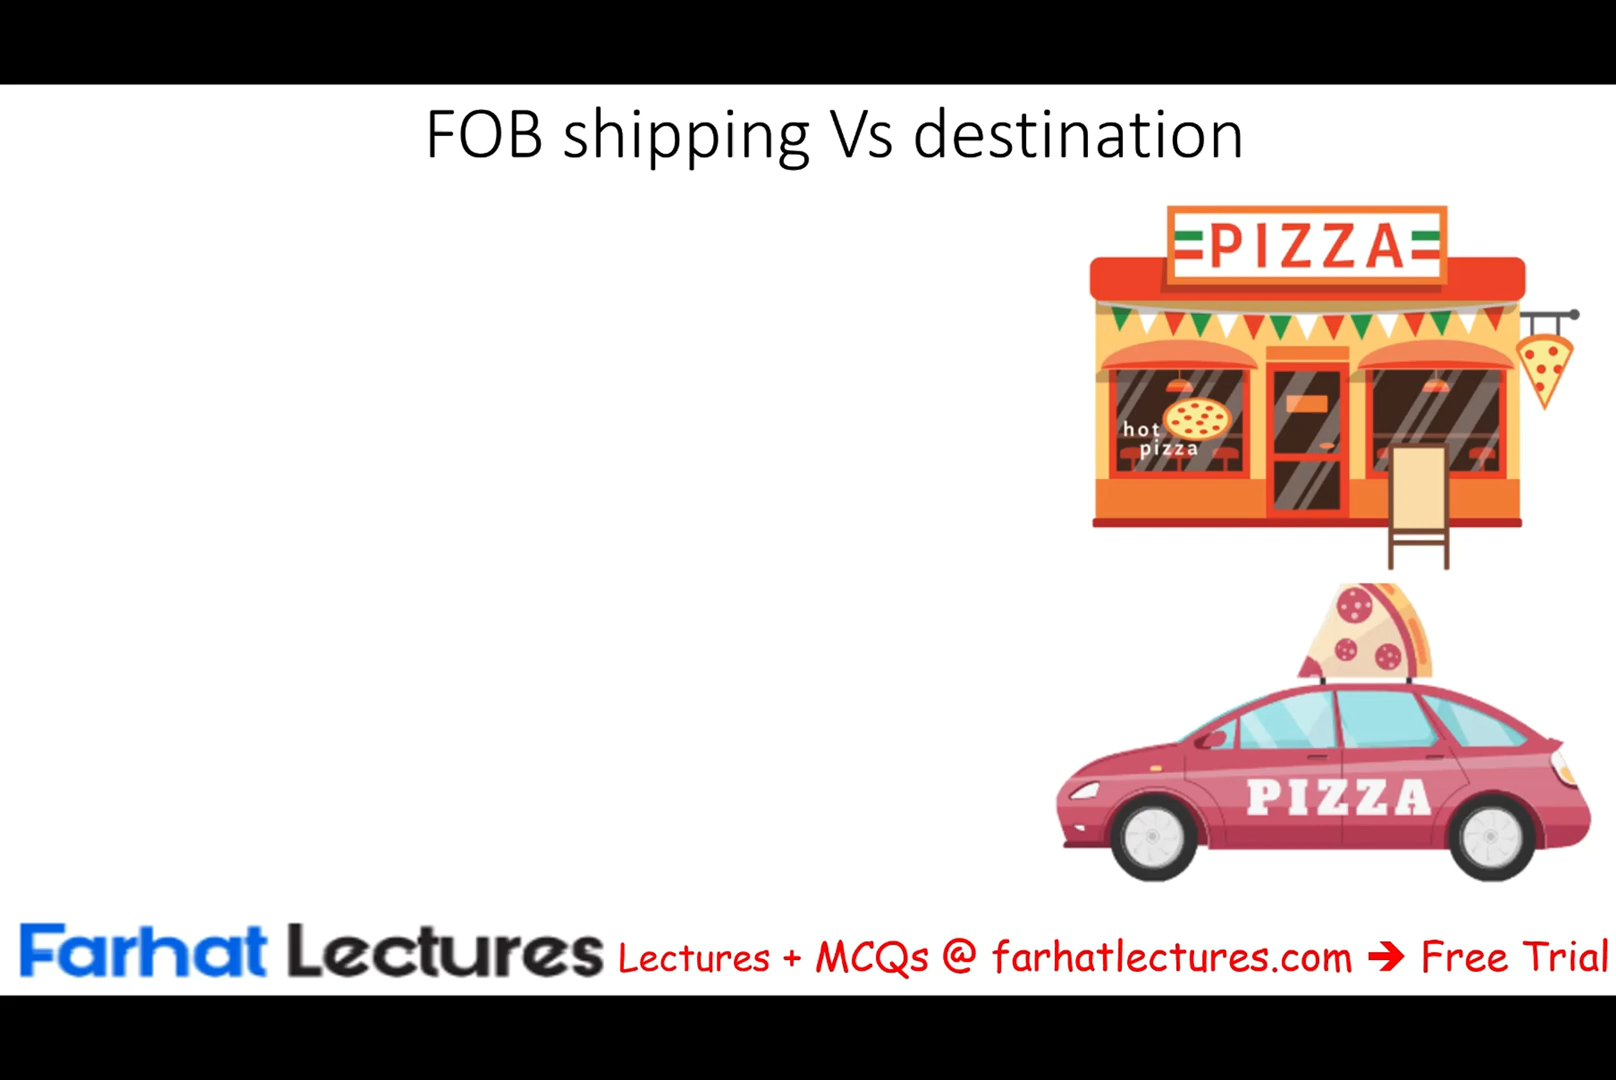 FOB shipping Vs destination
PIZZA
hot
pizza
PIZZA
Farhat Lectures Lectures + MCQs @ farhatlectures.com → Free Trial